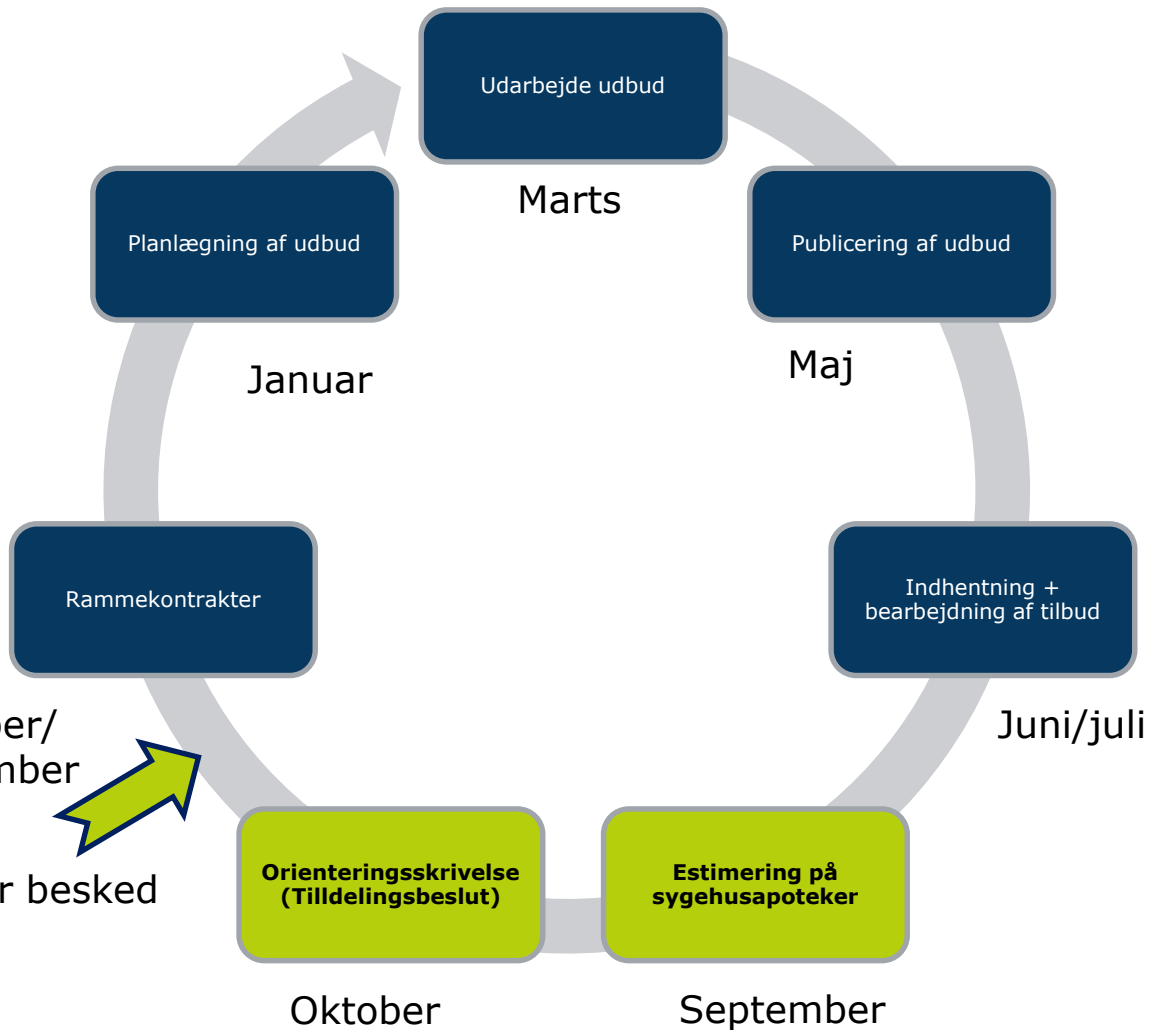 Udarbejde udbud
Marts
Publicering af udbud
Maj
Indhentning +
bearbejdning af tilbud
Juni/juli
Estimering på
sygehusapoteker
September
Orienteringsskrivelse
(Tilldelingsbeslut)
Oktober
besked
Rammekontrakter
Planlægning af udbud
Januar